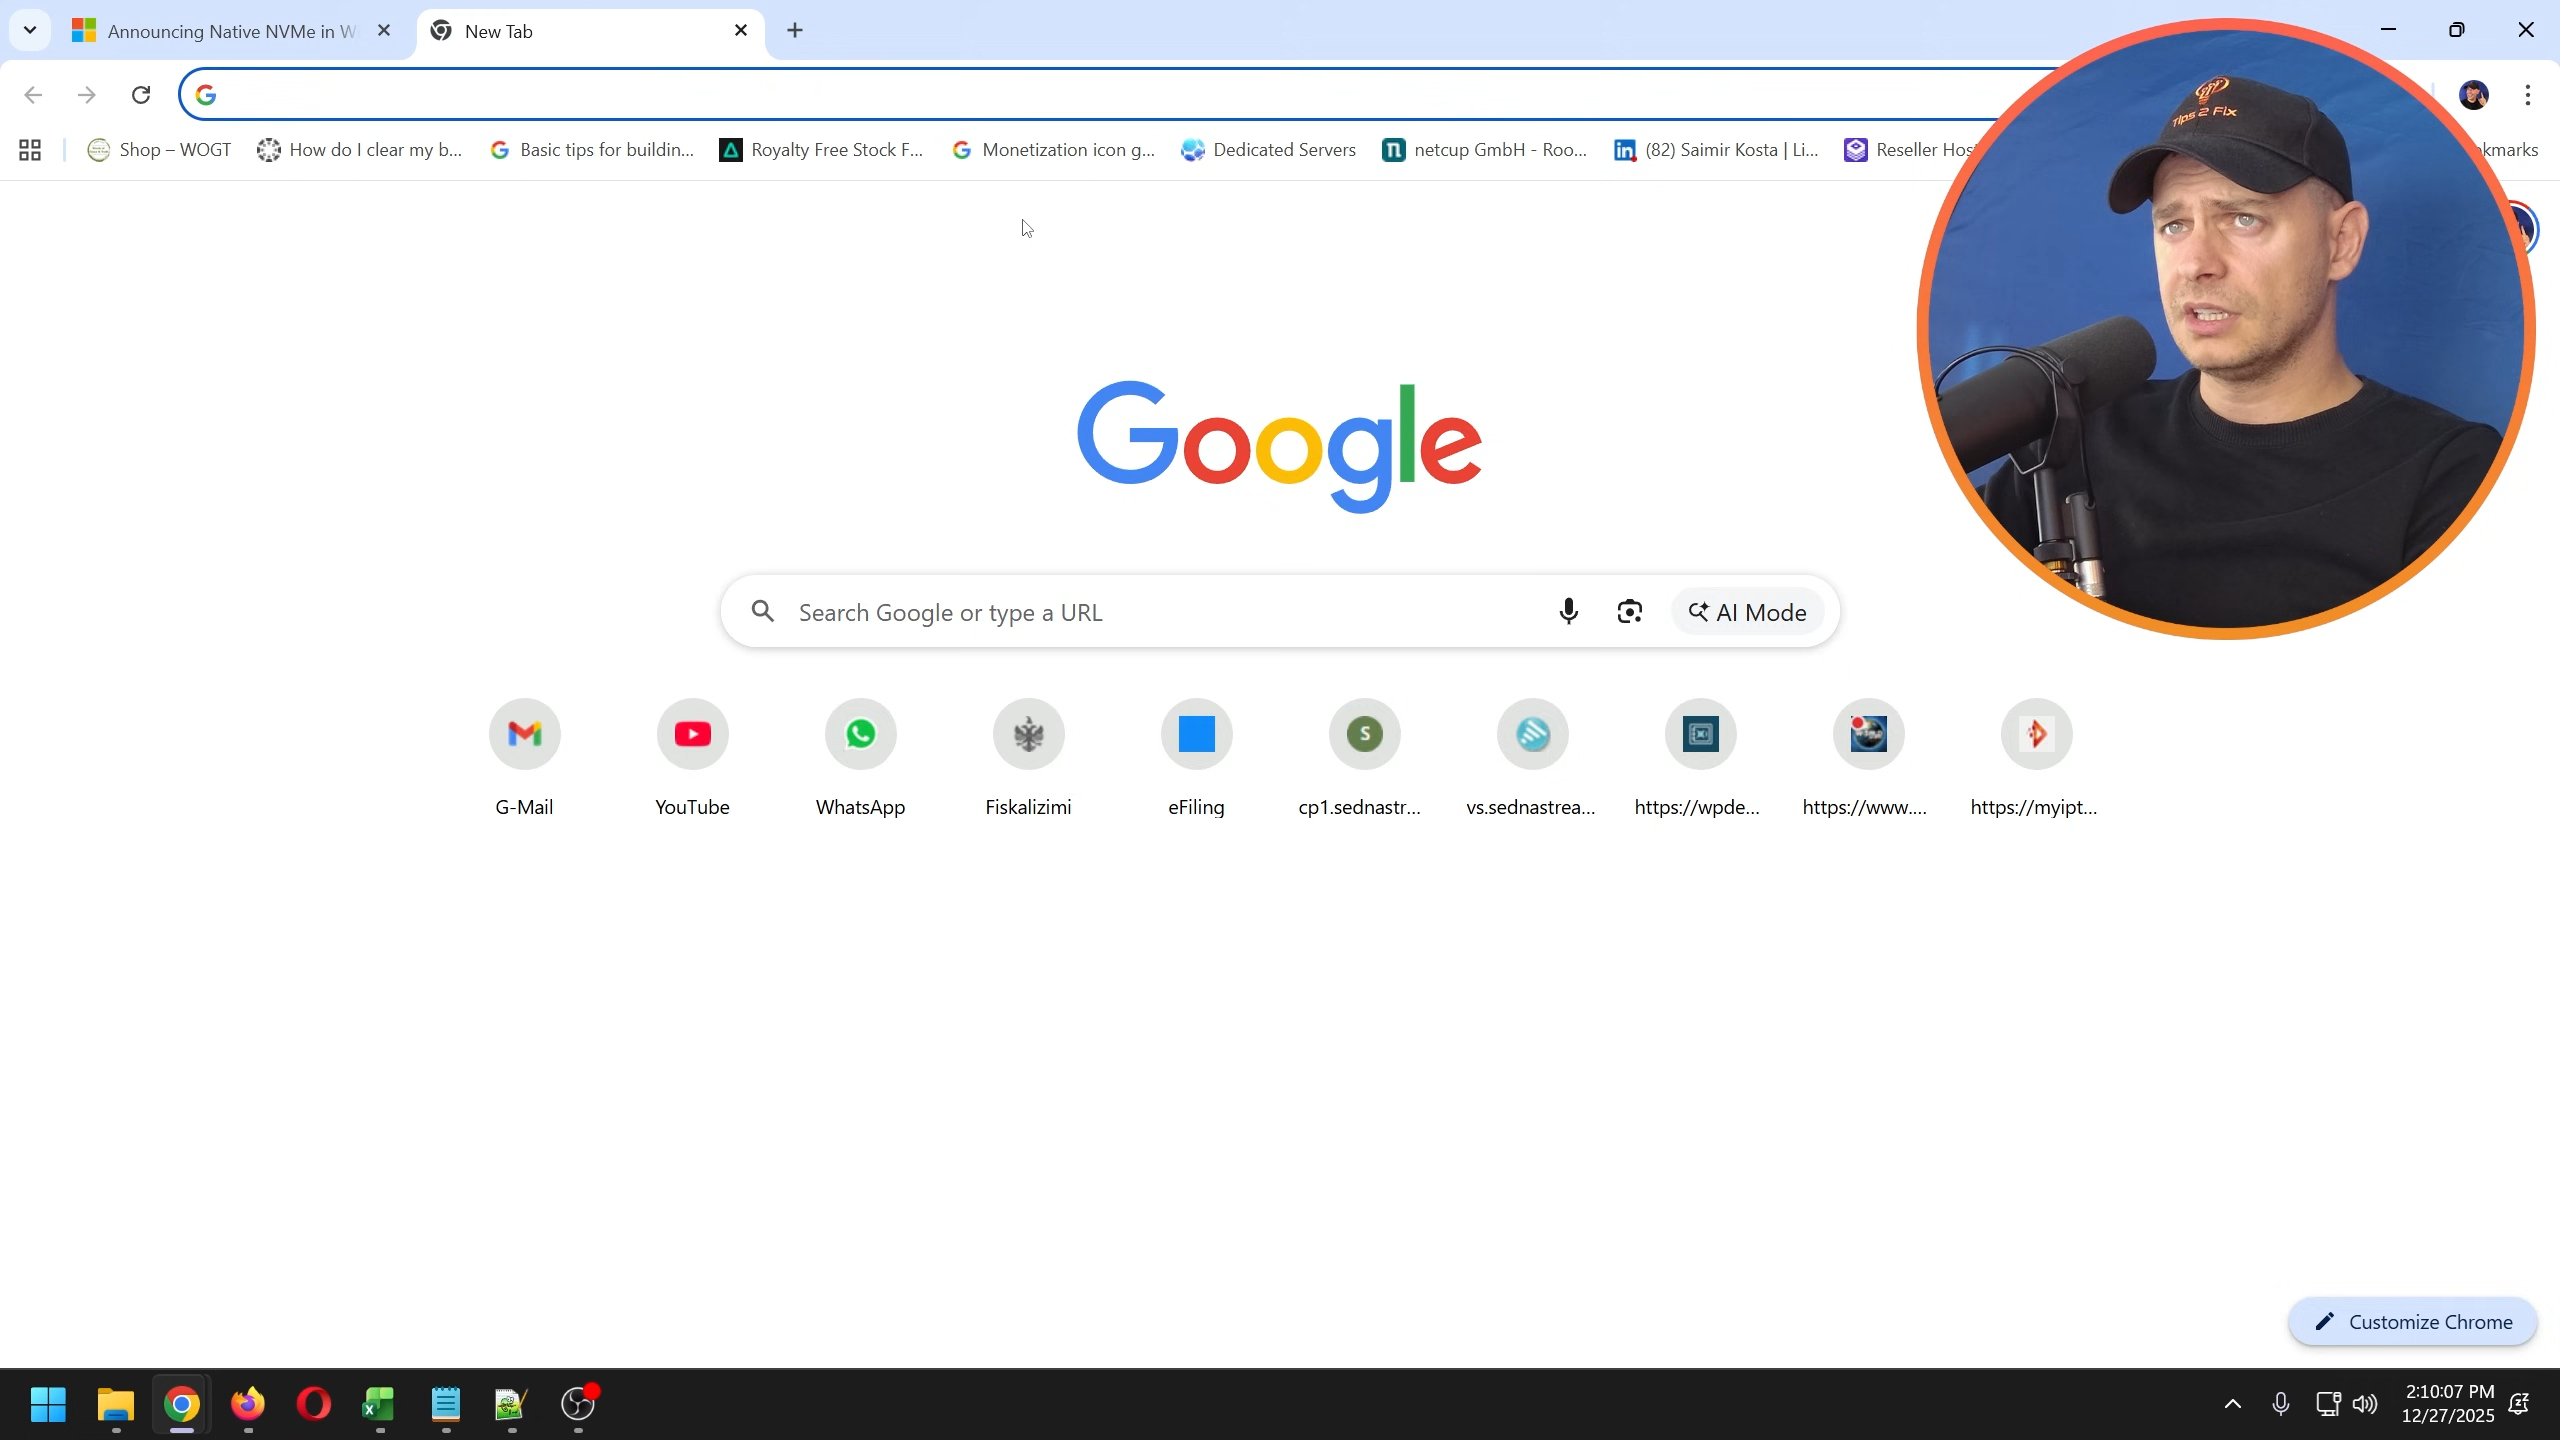 Announcing Native NVMe in W
New Tab
Shop – WOGT
How do I clear my b...
Basic tips for buildin...
Royalty Free Stock F...
Monetization icon g...
Dedicated Servers
netcup GmbH - Roo...
(82) Saimir Kosta | Li...
Reseller Hos
kmarks
Tips 2 Fix
Google
Search Google or type a URL
AI Mode
G-Mail
YouTube
WhatsApp
Fiskalizimi
eFiling
cp1.sednastr...
vs.sednastrea...
https://wpde...
https://www....
https://myipt...
Customize Chrome
2:10:07 PM
12/27/2025